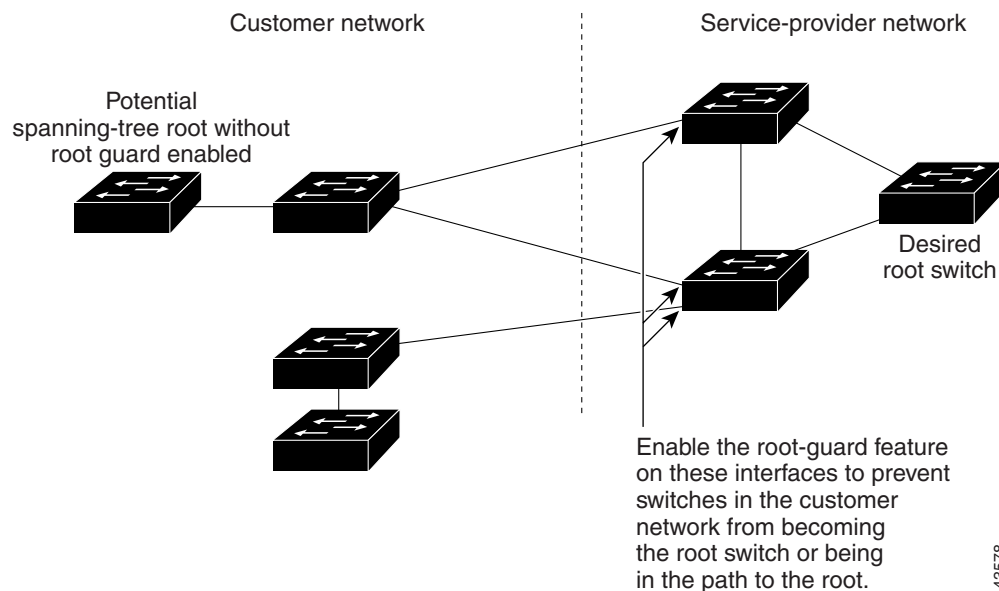 Customer network
Service-provider network
Potential
spanning-tree root without
root guard enabled
Desired
root switch
Enable the root-guard feature
on these interfaces to prevent
switches in the customer
network from becoming
the root switch or being
in the path to the root.
43578